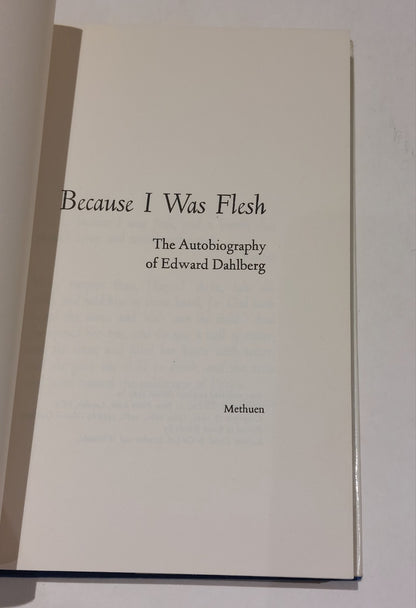 Because I Was Flesh
The Autobiography
of Edward Dahlberg
Methuen